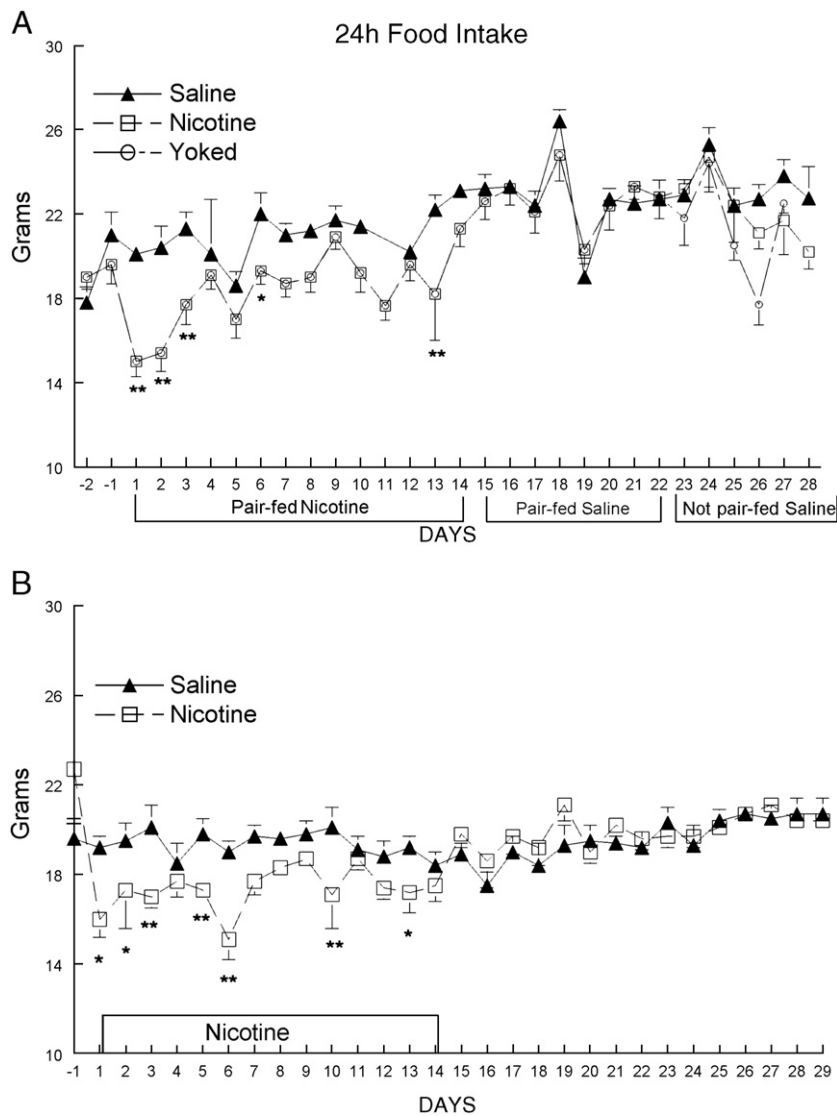 A
24h Food Intake
30
26
22
18
14
10
Grams
Saline
Nicotine
Yoked
*
**
**
**
**
-2 -1 1 2 3 4 5 6 7 8 9 10 11 12 13 14 15 16 17 18 19 20 21 22 23 24 25 26 27 28
Pair-fed Nicotine Pair-fed Saline Not pair-fed Saline
DAYS
B
30
26
22
18
14
10
Grams
Saline
Nicotine
* * ** ** ** ** *
Nicotine
-1 1 2 3 4 5 6 7 8 9 10 11 12 13 14 15 16 17 18 19 20 21 22 23 24 25 26 27 28 29
DAYS